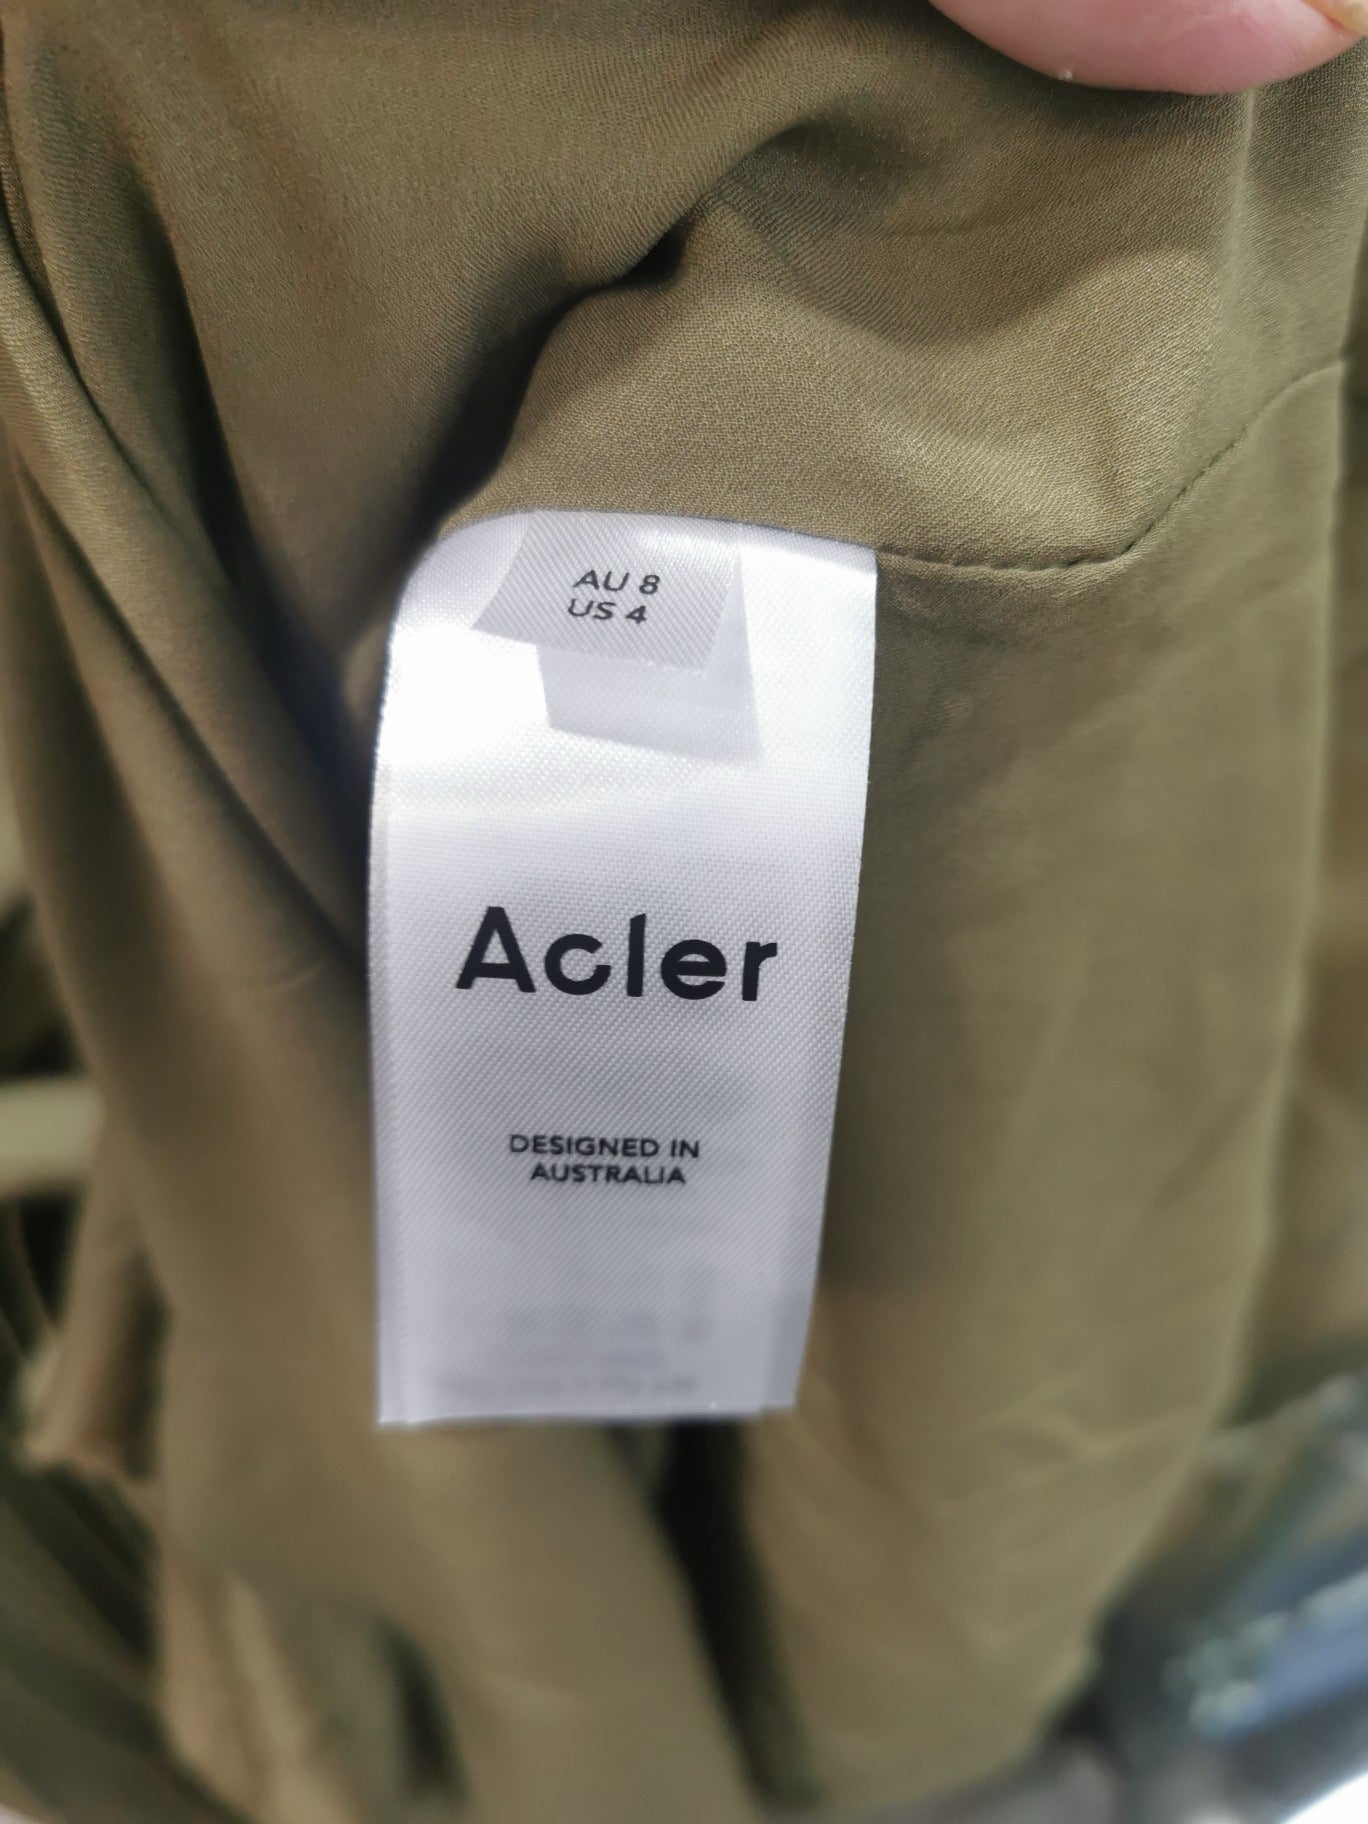 AU 8
US 4
Acler
DESIGNED IN
AUSTRALIA